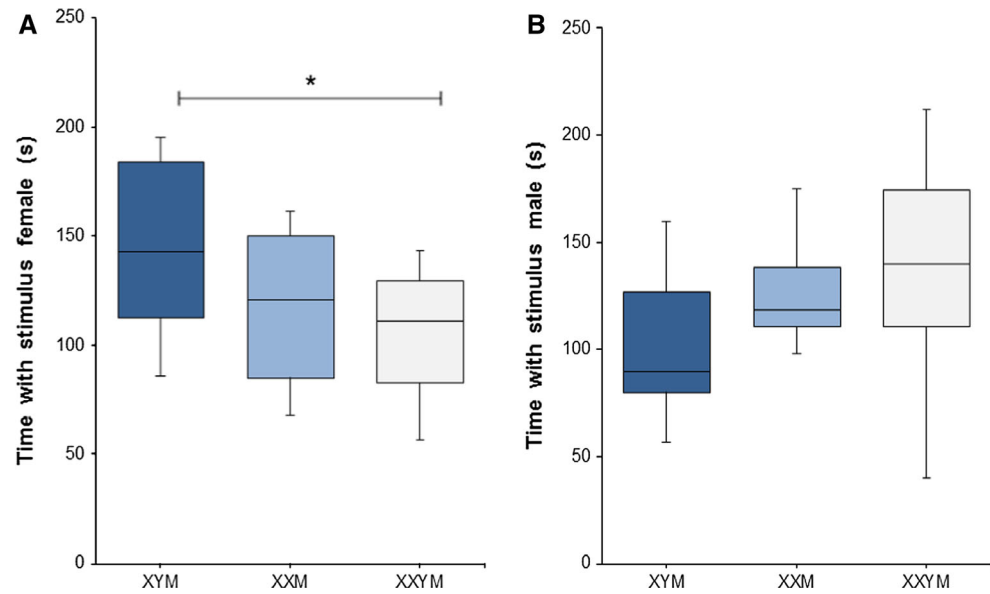 A
Time with stimulus female (s)
250
200
150
100
50
0
*
XYM XXM XXYM
B
Time with stimulus male (s)
250
200
150
100
50
0
XYM XXM XXYM